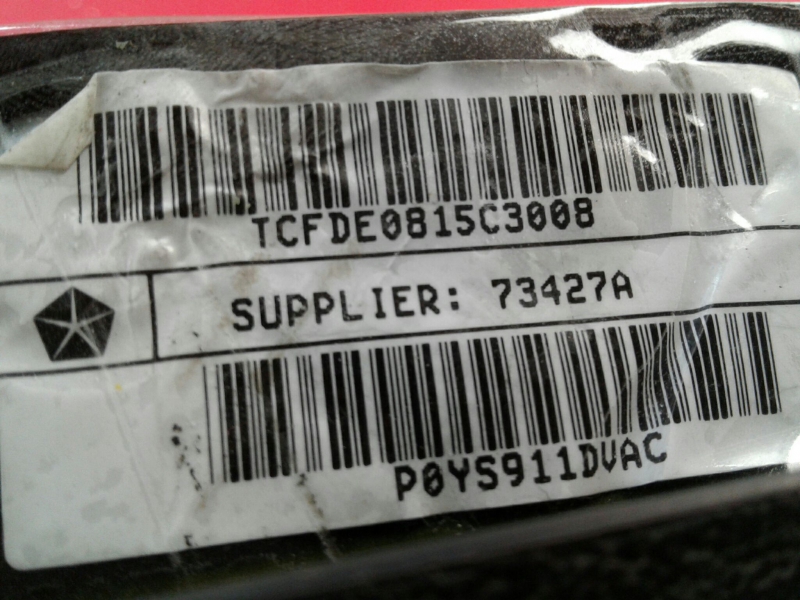 TCFDE0815C3008
SUPPLIER: 73427A
P0YS911DVAC